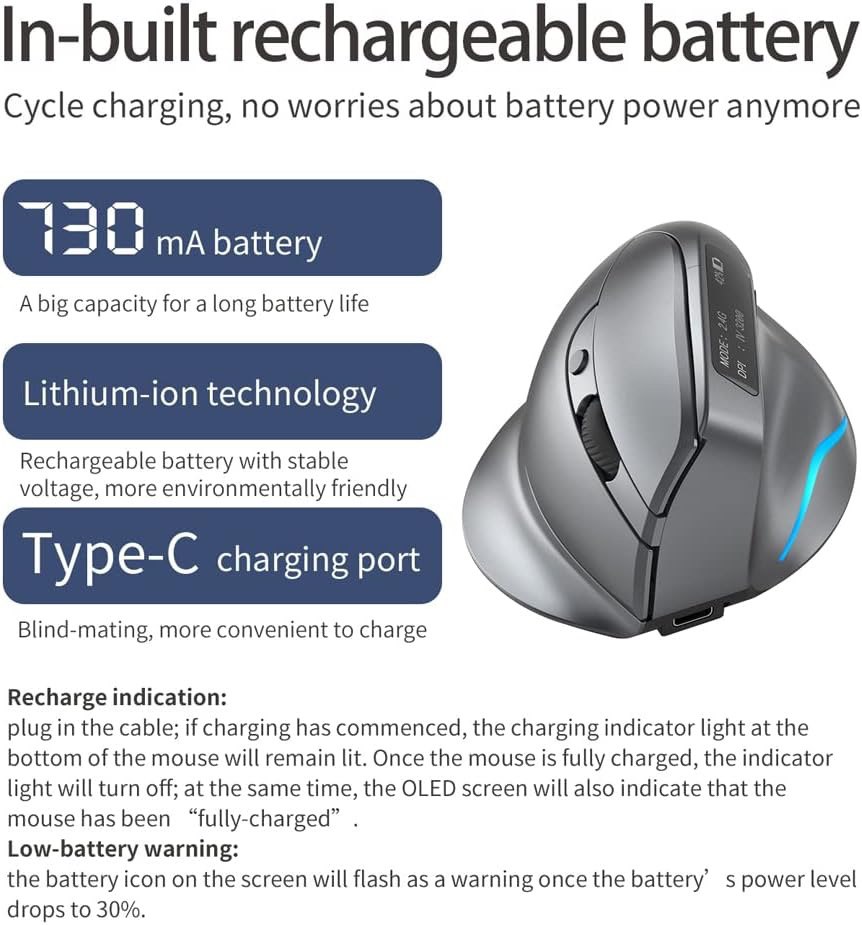 In-built rechargeable battery
Cycle charging, no worries about battery power anymore
730 mA battery
A big capacity for a long battery life
Lithium-ion technology
Rechargeable battery with stable
voltage, more environmentally friendly
Type-C charging port
Blind-mating, more convenient to charge
MODE: 2.4G
DPI : IV-3200
Recharge indication:
plug in the cable; if charging has commenced, the charging indicator light at the
bottom of the mouse will remain lit. Once the mouse is fully charged, the indicator
light will turn off; at the same time, the OLED screen will also indicate that the
mouse has been “fully-charged”.
Low-battery warning:
the battery icon on the screen will flash as a warning once the battery’s power level
drops to 30%.